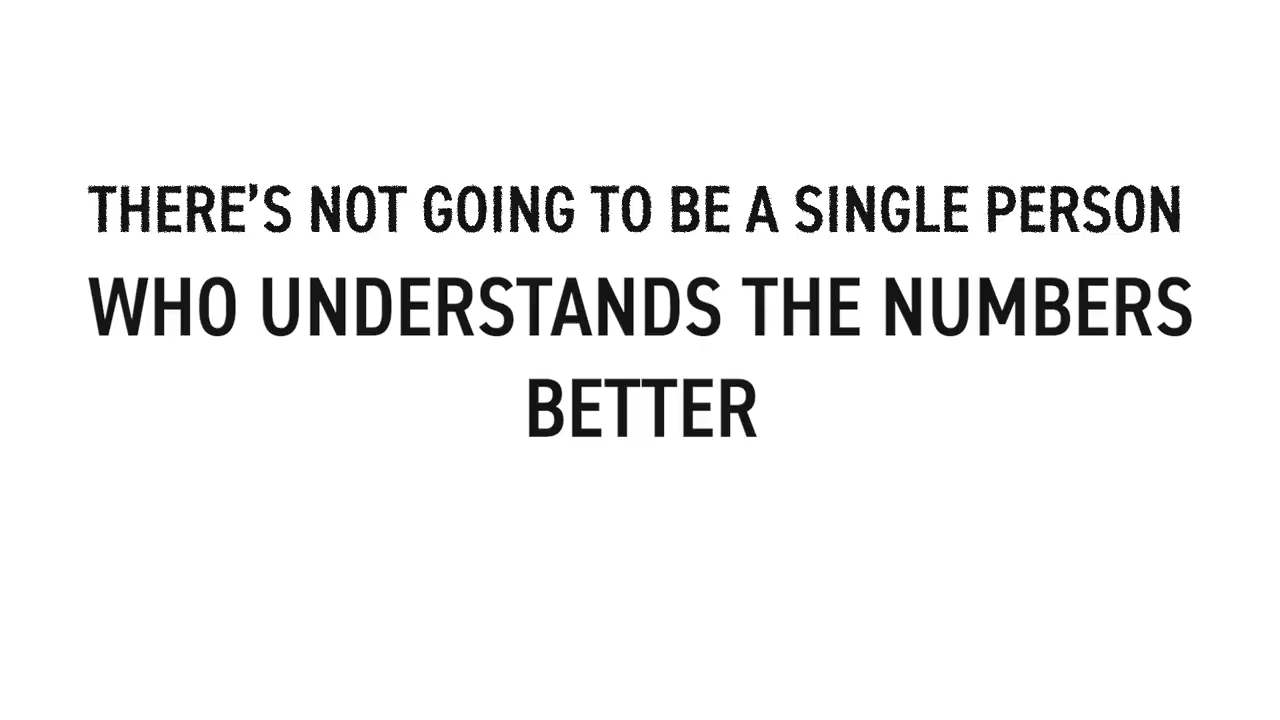 THERE’S NOT GOING TO BE A SINGLE PERSON
WHO UNDERSTANDS THE NUMBERS
BETTER